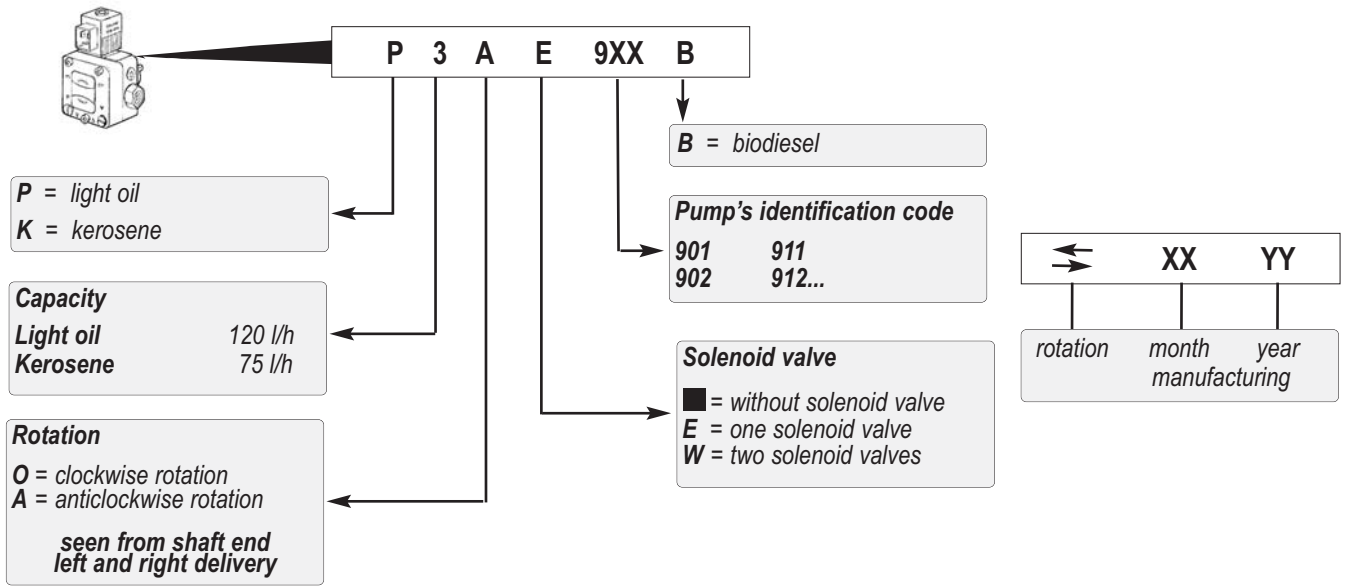 P 3 A E 9XX B
B = biodiesel
P = light oil
K = kerosene
Pump's identification code
901 911
902 912...
XX YY
rotation month year
manufacturing
Capacity
Light oil 120 l/h
Kerosene 75 l/h
Solenoid valve
■ = without solenoid valve
E = one solenoid valve
W = two solenoid valves
Rotation
O = clockwise rotation
A = anticlockwise rotation
seen from shaft end
left and right delivery